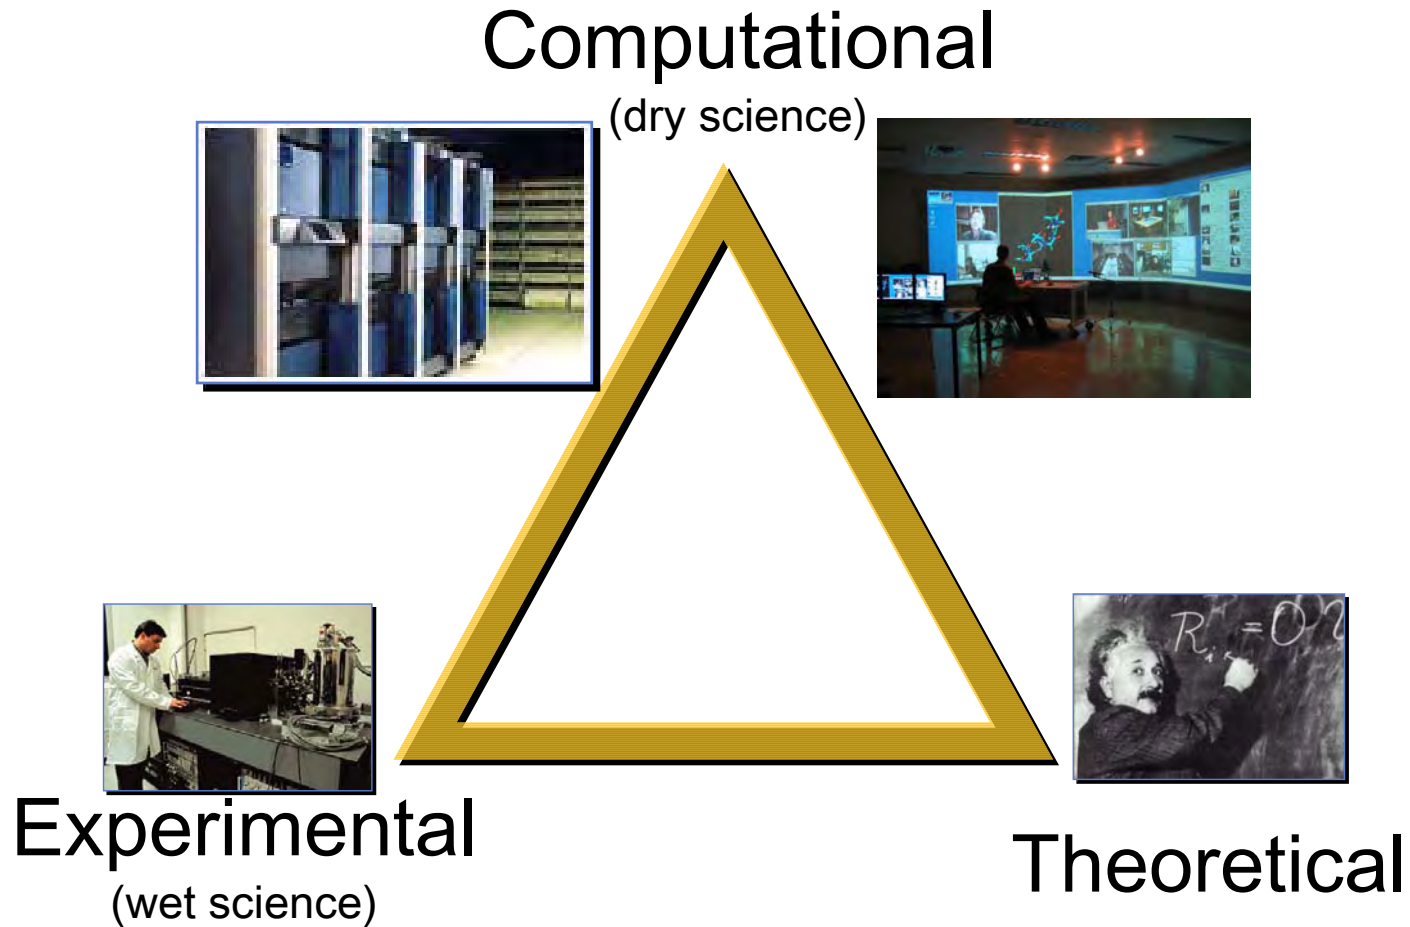 Computational
(dry science)
Experimental
(wet science)
Theoretical